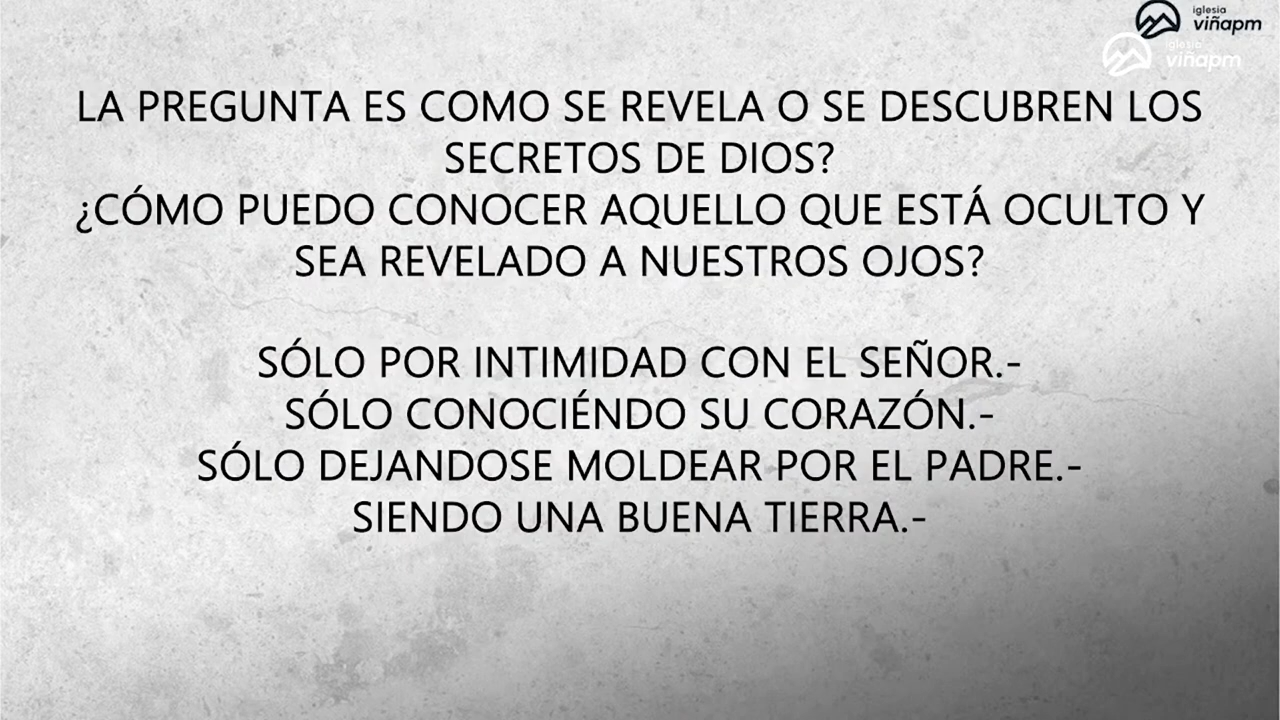 iglesia
viñapm
iglesia
viñapm
LA PREGUNTA ES COMO SE REVELA O SE DESCUBREN LOS
SECRETOS DE DIOS?
¿CÓMO PUEDO CONOCER AQUELLO QUE ESTÁ OCULTO Y
SEA REVELADO A NUESTROS OJOS?
SÓLO POR INTIMIDAD CON EL SEÑOR.-
SÓLO CONOCIÉNDO SU CORAZÓN.-
SÓLO DEJANDOSE MOLDEAR POR EL PADRE.-
SIENDO UNA BUENA TIERRA.-